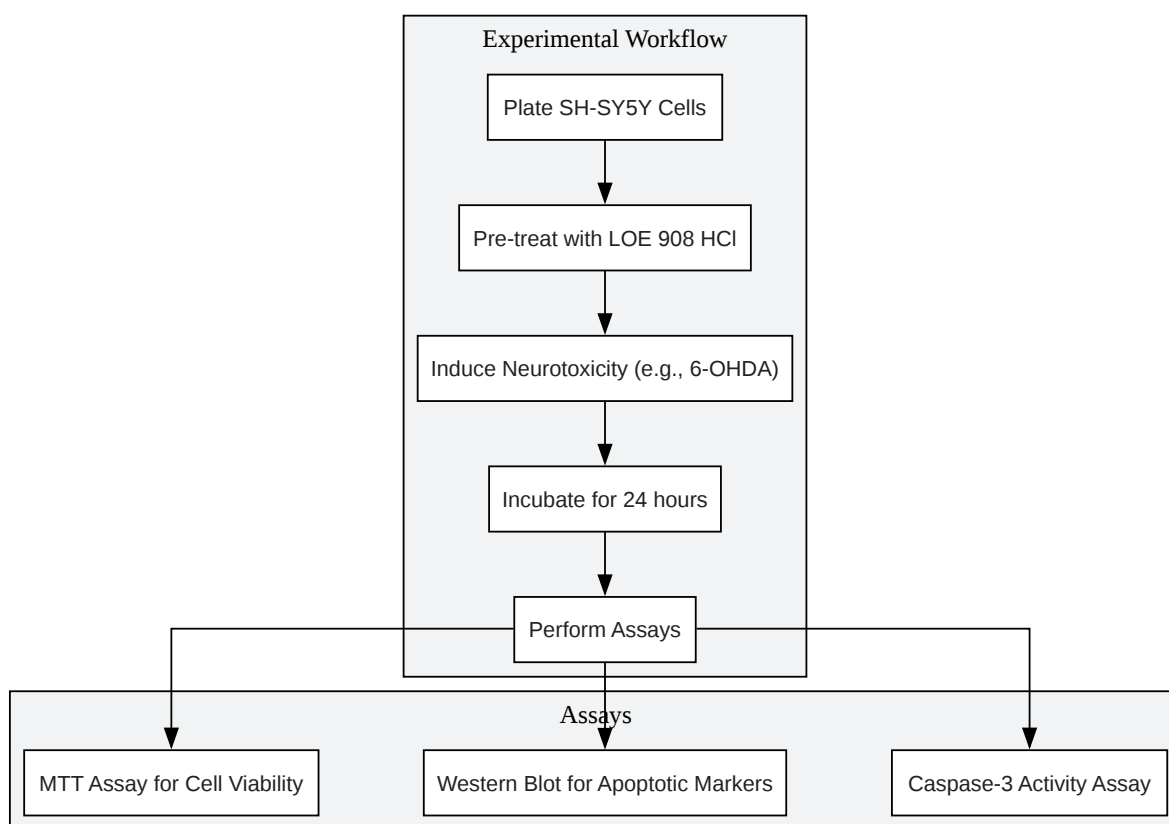 Experimental Workflow
Plate SH-SY5Y Cells
Pre-treat with LOE 908 HCl
Induce Neurotoxicity (e.g., 6-OHDA)
Incubate for 24 hours
Perform Assays
Assays
MTT Assay for Cell Viability
Western Blot for Apoptotic Markers
Caspase-3 Activity Assay